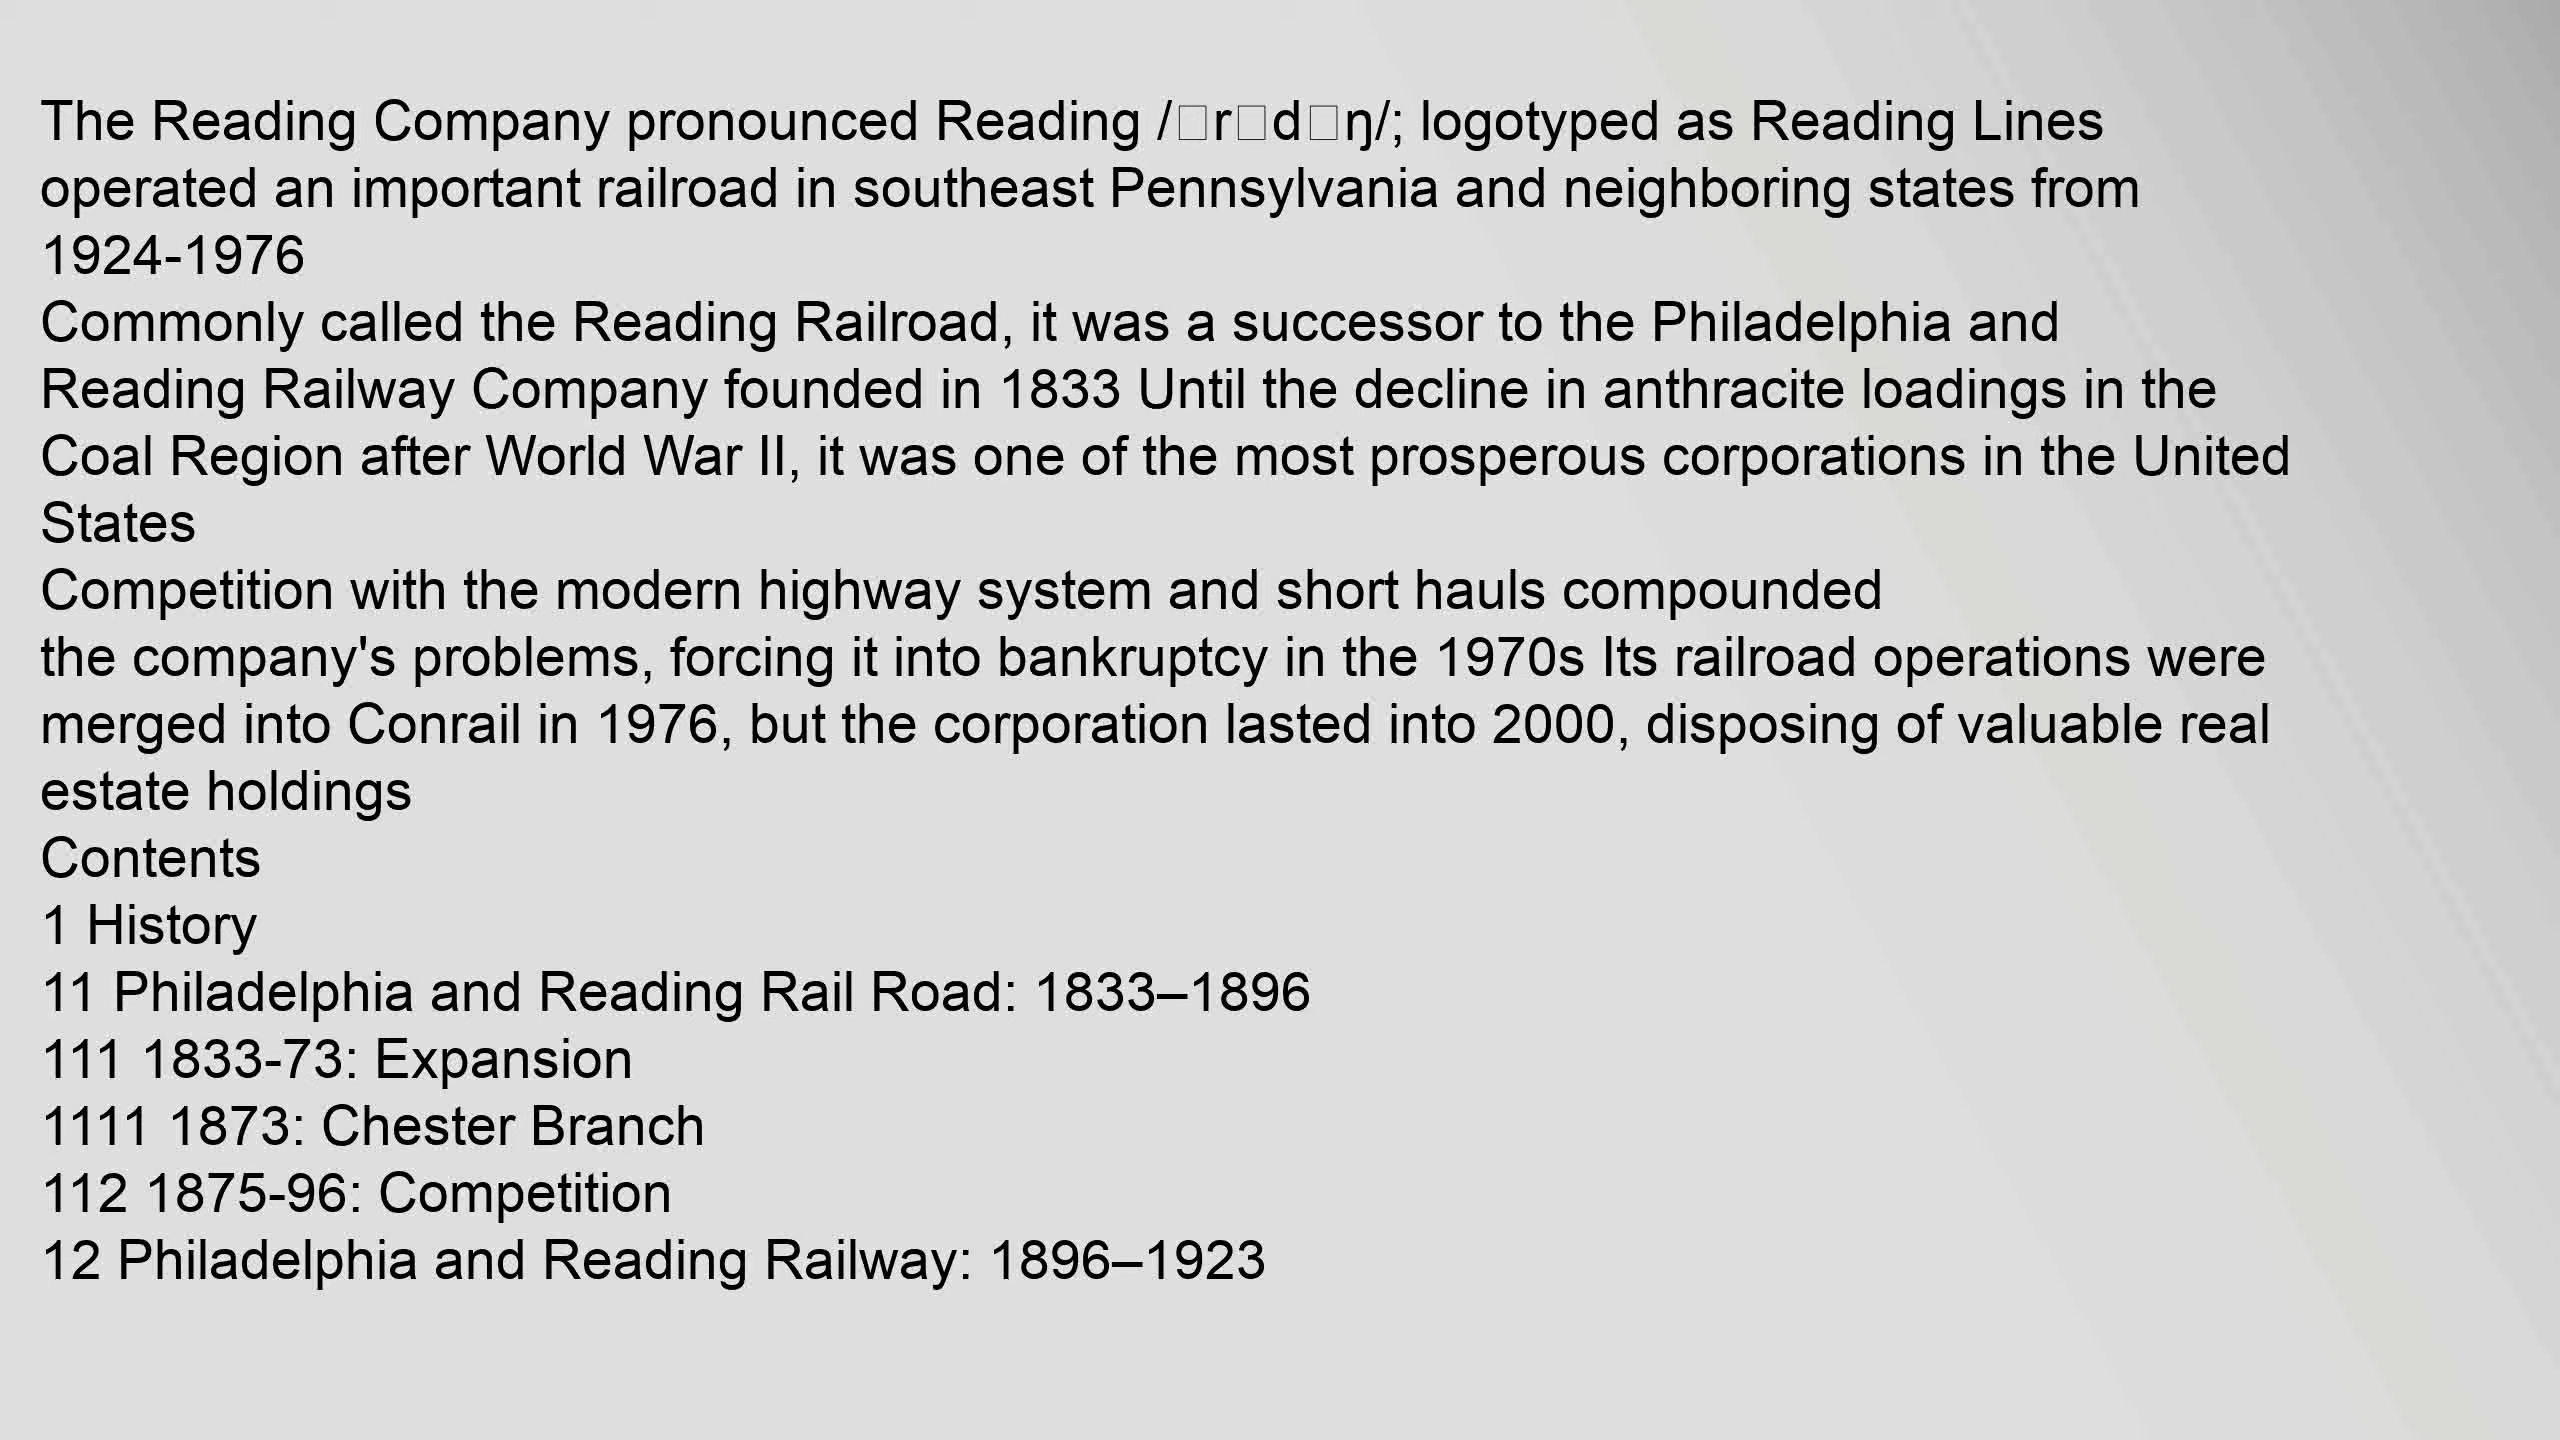 The Reading Company pronounced Reading /□r□d□ŋ/; logotyped as Reading Lines
operated an important railroad in southeast Pennsylvania and neighboring states from
1924-1976
Commonly called the Reading Railroad, it was a successor to the Philadelphia and
Reading Railway Company founded in 1833 Until the decline in anthracite loadings in the
Coal Region after World War II, it was one of the most prosperous corporations in the United
States
Competition with the modern highway system and short hauls compounded
the company's problems, forcing it into bankruptcy in the 1970s Its railroad operations were
merged into Conrail in 1976, but the corporation lasted into 2000, disposing of valuable real
estate holdings
Contents
1 History
11 Philadelphia and Reading Rail Road: 1833–1896
111 1833-73: Expansion
1111 1873: Chester Branch
112 1875-96: Competition
12 Philadelphia and Reading Railway: 1896–1923